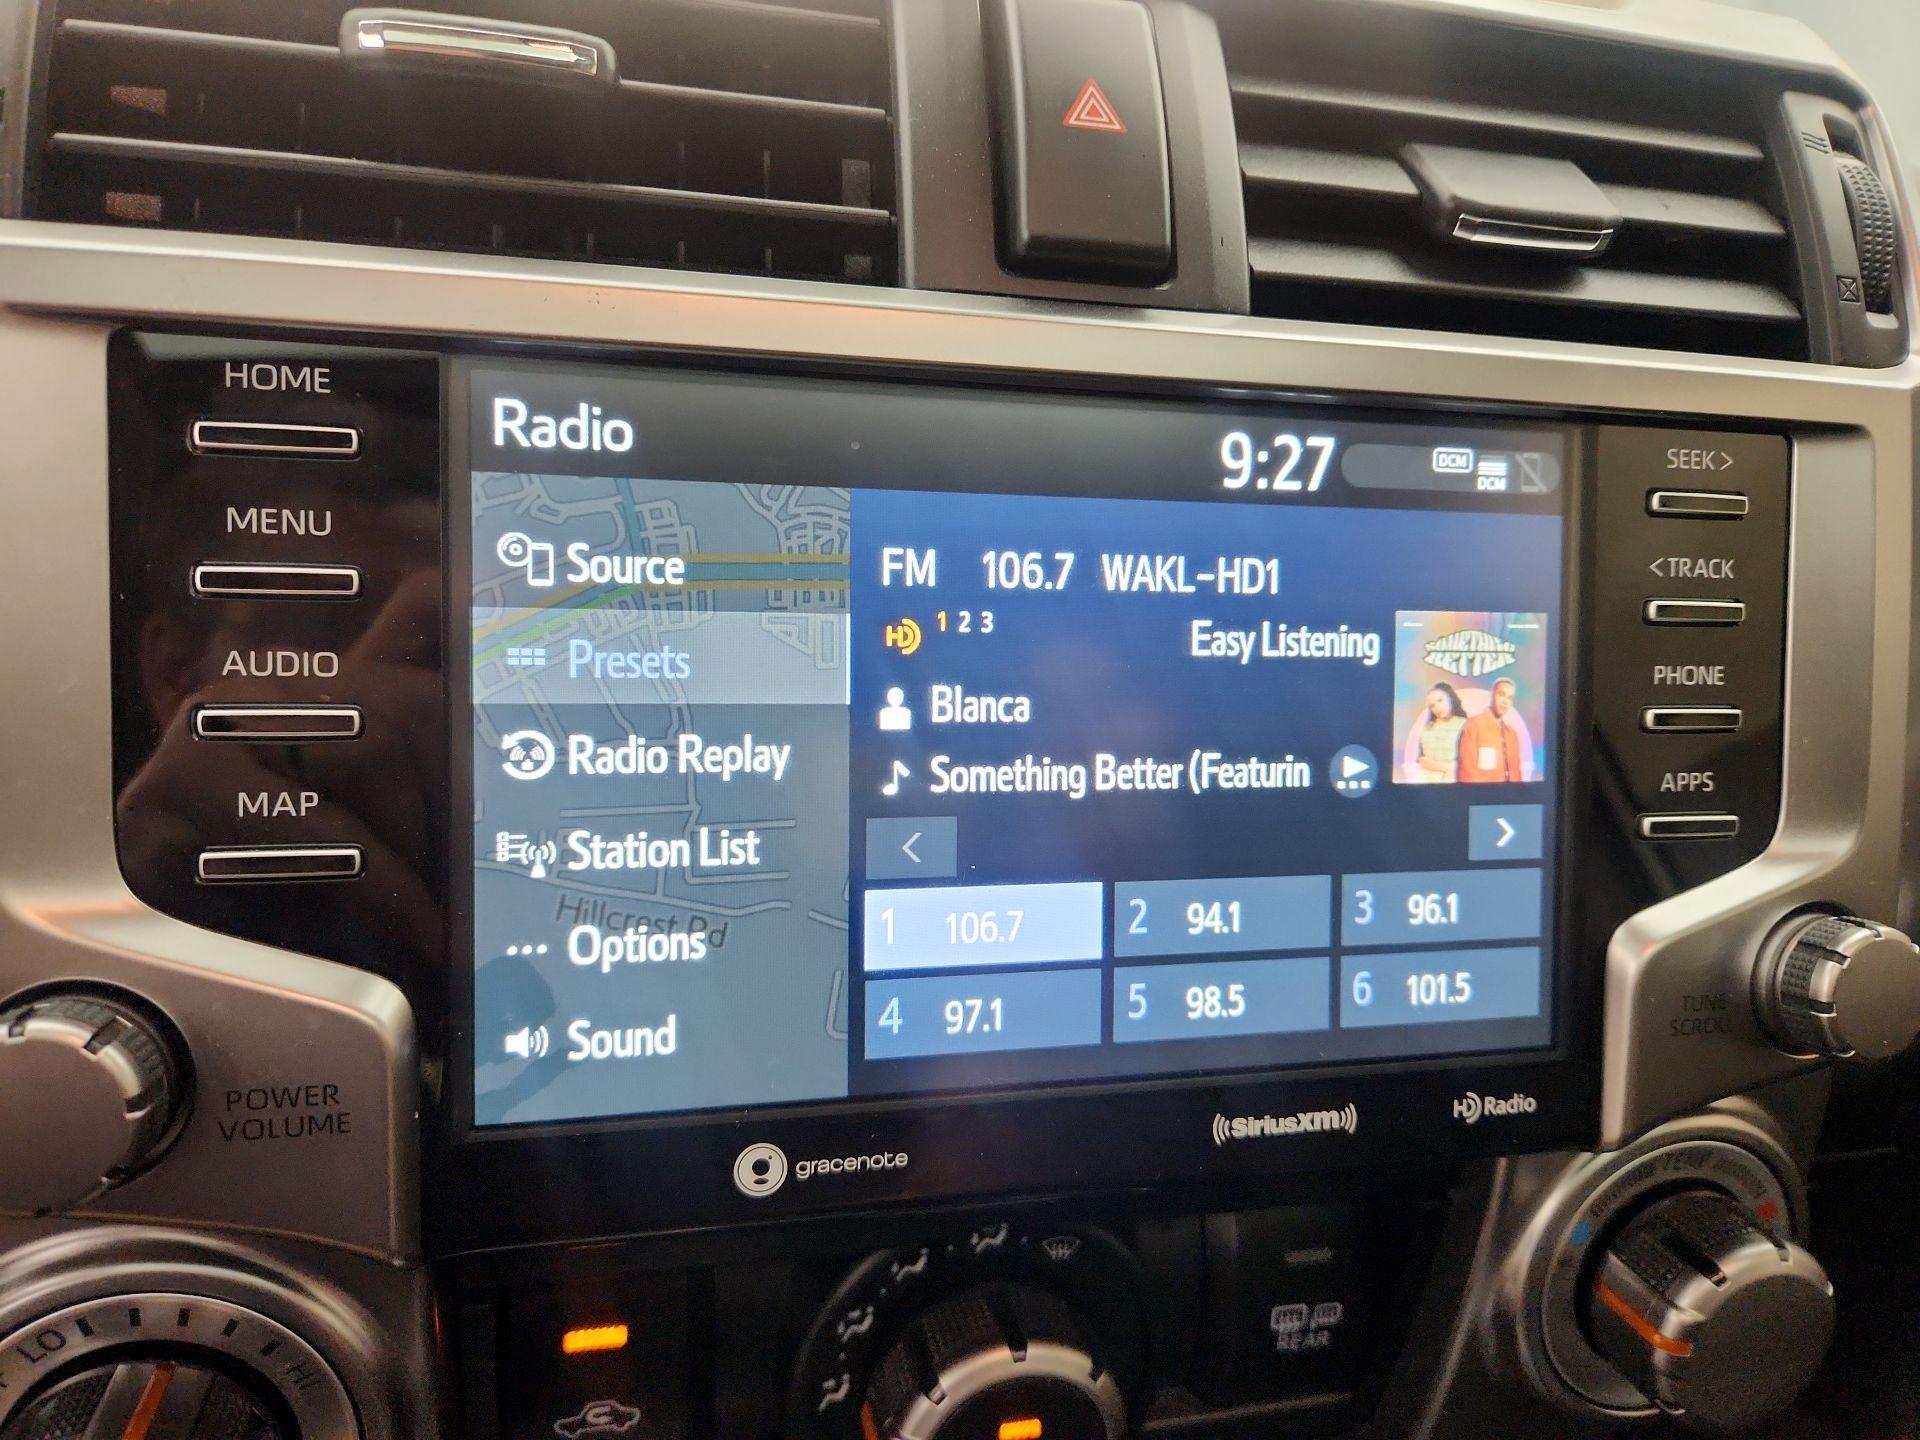 HOME
MENU
AUDIO
MAP
POWER
VOLUME
Radio
9:27
DCM
DCM
Source
Presets
Radio Replay
Station List
Hillcrest Rd
Options
Sound
FM 106.7 WAKL-HD1
HD 1 2 3
Easy Listening
SOMETHING
BETTER
Blanca
Something Better (Featurin
<
>
1 106.7
2 94.1
3 96.1
4 97.1
5 98.5
6 101.5
SEEK >
< TRACK
PHONE
APPS
TUNE
SCROLL
gracenote
((SiriusXM))
HD Radio
LO
HI
REAR
TEMP